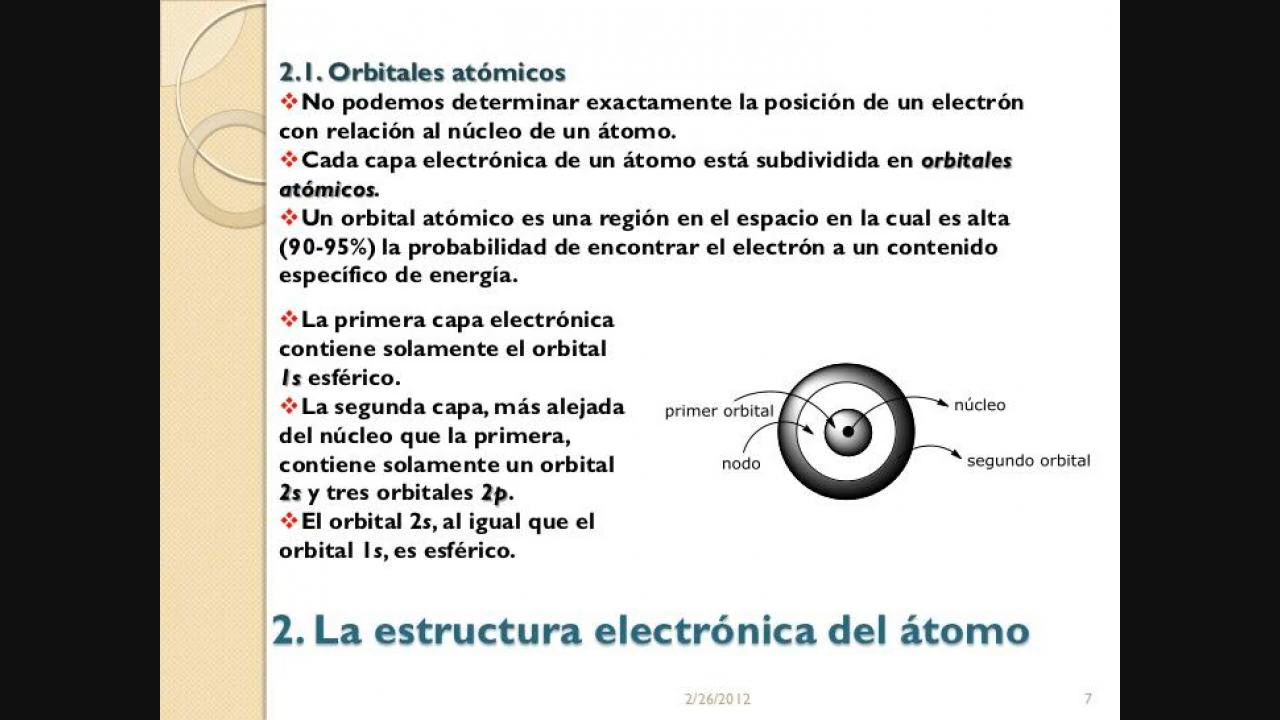 2.1. Orbitales atómicos
❖No podemos determinar exactamente la posición de un electrón
con relación al núcleo de un átomo.
❖Cada capa electrónica de un átomo está subdividida en orbitales
atómicos.
❖Un orbital atómico es una región en el espacio en la cual es alta
(90-95%) la probabilidad de encontrar el electrón a un contenido
específico de energía.
❖La primera capa electrónica
contiene solamente el orbital
1s esférico.
❖La segunda capa, más alejada
del núcleo que la primera,
contiene solamente un orbital
2s y tres orbitales 2p.
❖El orbital 2s, al igual que el
orbital 1s, es esférico.
primer orbital
núcleo
nodo
segundo orbital
2. La estructura electrónica del átomo
2/26/2012
7